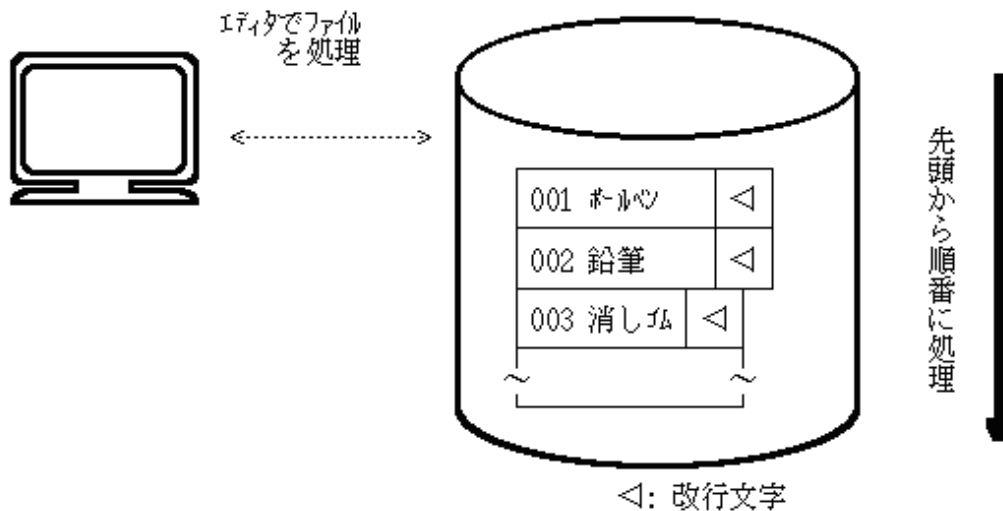 ｴﾃﾞｨﾀでﾌｧｲﾙ
を処理
001 ﾎﾞｰﾙﾍﾟﾝ ◁
002 鉛筆 ◁
003 消しｺﾞﾑ ◁
先頭から順番に処理
◁: 改行文字